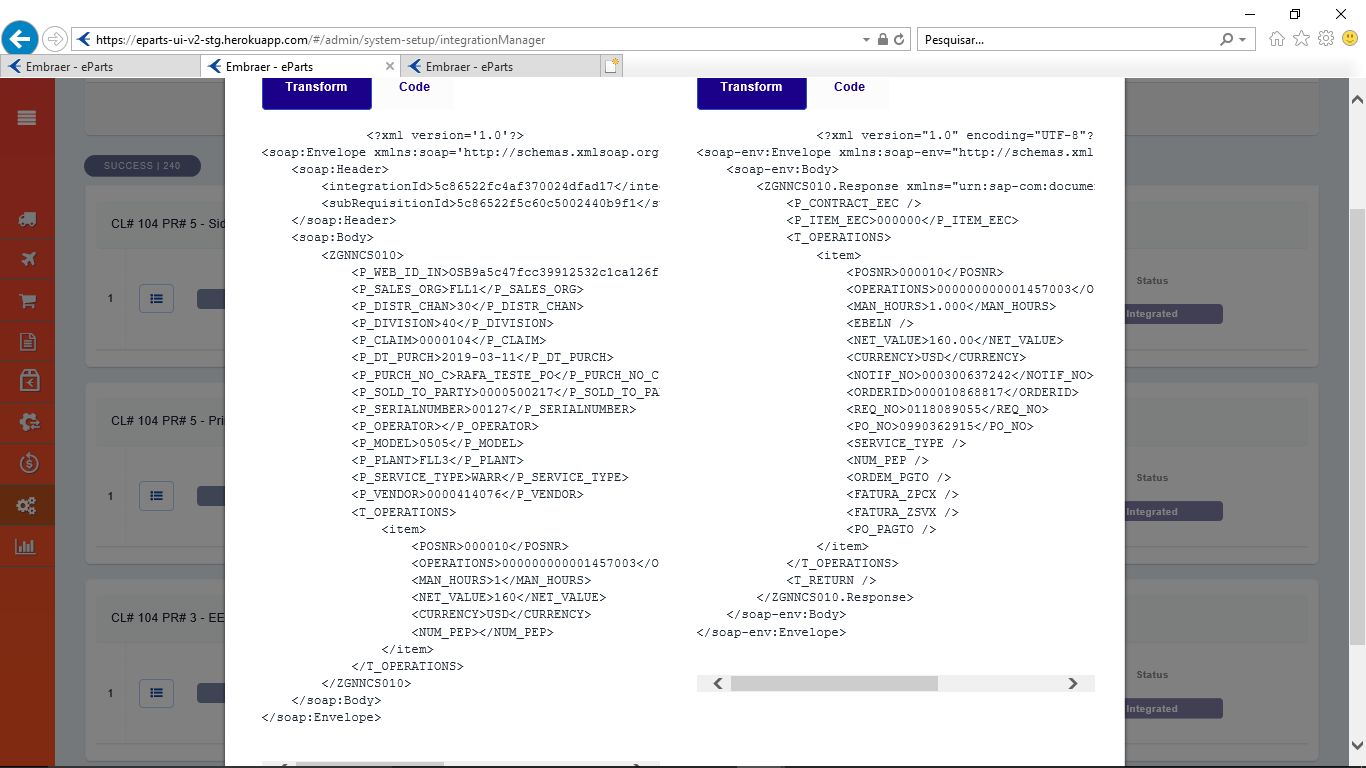 https://eparts-ui-v2-stg.herokuapp.com/#/admin/system-setup/integrationManager
Pesquisar...
Embraer - eParts
Embraer - eParts
Embraer - eParts
SUCCESS | 240
CL# 104 PR# 5 - Sid
1
CL# 104 PR# 5 - Pri
1
CL# 104 PR# 3 - EE
1
Transform Code
<?xml version='1.0'?>
<soap:Envelope xmlns:soap='http://schemas.xmlsoap.org
<soap:Header>
<integrationId>5c86522fc4af370024dfad17</inte
<subRequisitionId>5c86522f5c60c5002440b9f1</s
</soap:Header>
<soap:Body>
<ZGNNCS010>
<P_WEB_ID_IN>OSB9a5c47fcc39912532c1ca126f
<P_SALES_ORG>FLL1</P_SALES_ORG>
<P_DISTR_CHAN>30</P_DISTR_CHAN>
<P_DIVISION>40</P_DIVISION>
<P_CLAIM>0000104</P_CLAIM>
<P_DT_PURCH>2019-03-11</P_DT_PURCH>
<P_PURCH_NO_C>RAFA_TESTE_PO</P_PURCH_NO_C
<P_SOLD_TO_PARTY>0000500217</P_SOLD_TO_PA
<P_SERIALNUMBER>00127</P_SERIALNUMBER>
<P_OPERATOR></P_OPERATOR>
<P_MODEL>0505</P_MODEL>
<P_PLANT>FLL3</P_PLANT>
<P_SERVICE_TYPE>WARR</P_SERVICE_TYPE>
<P_VENDOR>0000414076</P_VENDOR>
<T_OPERATIONS>
<item>
<POSNR>000010</POSNR>
<OPERATIONS>000000000001457003</O
<MAN_HOURS>1</MAN_HOURS>
<NET_VALUE>160</NET_VALUE>
<CURRENCY>USD</CURRENCY>
<NUM_PEP></NUM_PEP>
</item>
</T_OPERATIONS>
</ZGNNCS010>
</soap:Body>
</soap:Envelope>
Transform Code
<?xml version="1.0" encoding="UTF-8"?
<soap-env:Envelope xmlns:soap-env="http://schemas.xml
<soap-env:Body>
<ZGNNCS010.Response xmlns="urn:sap-com:docume
<P_CONTRACT_EEC />
<P_ITEM_EEC>000000</P_ITEM_EEC>
<T_OPERATIONS>
<item>
<POSNR>000010</POSNR>
<OPERATIONS>000000000001457003</O
<MAN_HOURS>1.000</MAN_HOURS>
<EBELN />
<NET_VALUE>160.00</NET_VALUE>
<CURRENCY>USD</CURRENCY>
<NOTIF_NO>000300637242</NOTIF_NO>
<ORDERID>000010868817</ORDERID>
<REQ_NO>0118089055</REQ_NO>
<PO_NO>0990362915</PO_NO>
<SERVICE_TYPE />
<NUM_PEP />
<ORDEM_PGTO />
<FATURA_ZPCX />
<FATURA_ZSVX />
<PO_PAGTO />
</item>
</T_OPERATIONS>
<T_RETURN />
</ZGNNCS010.Response>
</soap-env:Body>
</soap-env:Envelope>
Status
Integrated
Status
Integrated
Status
Integrated